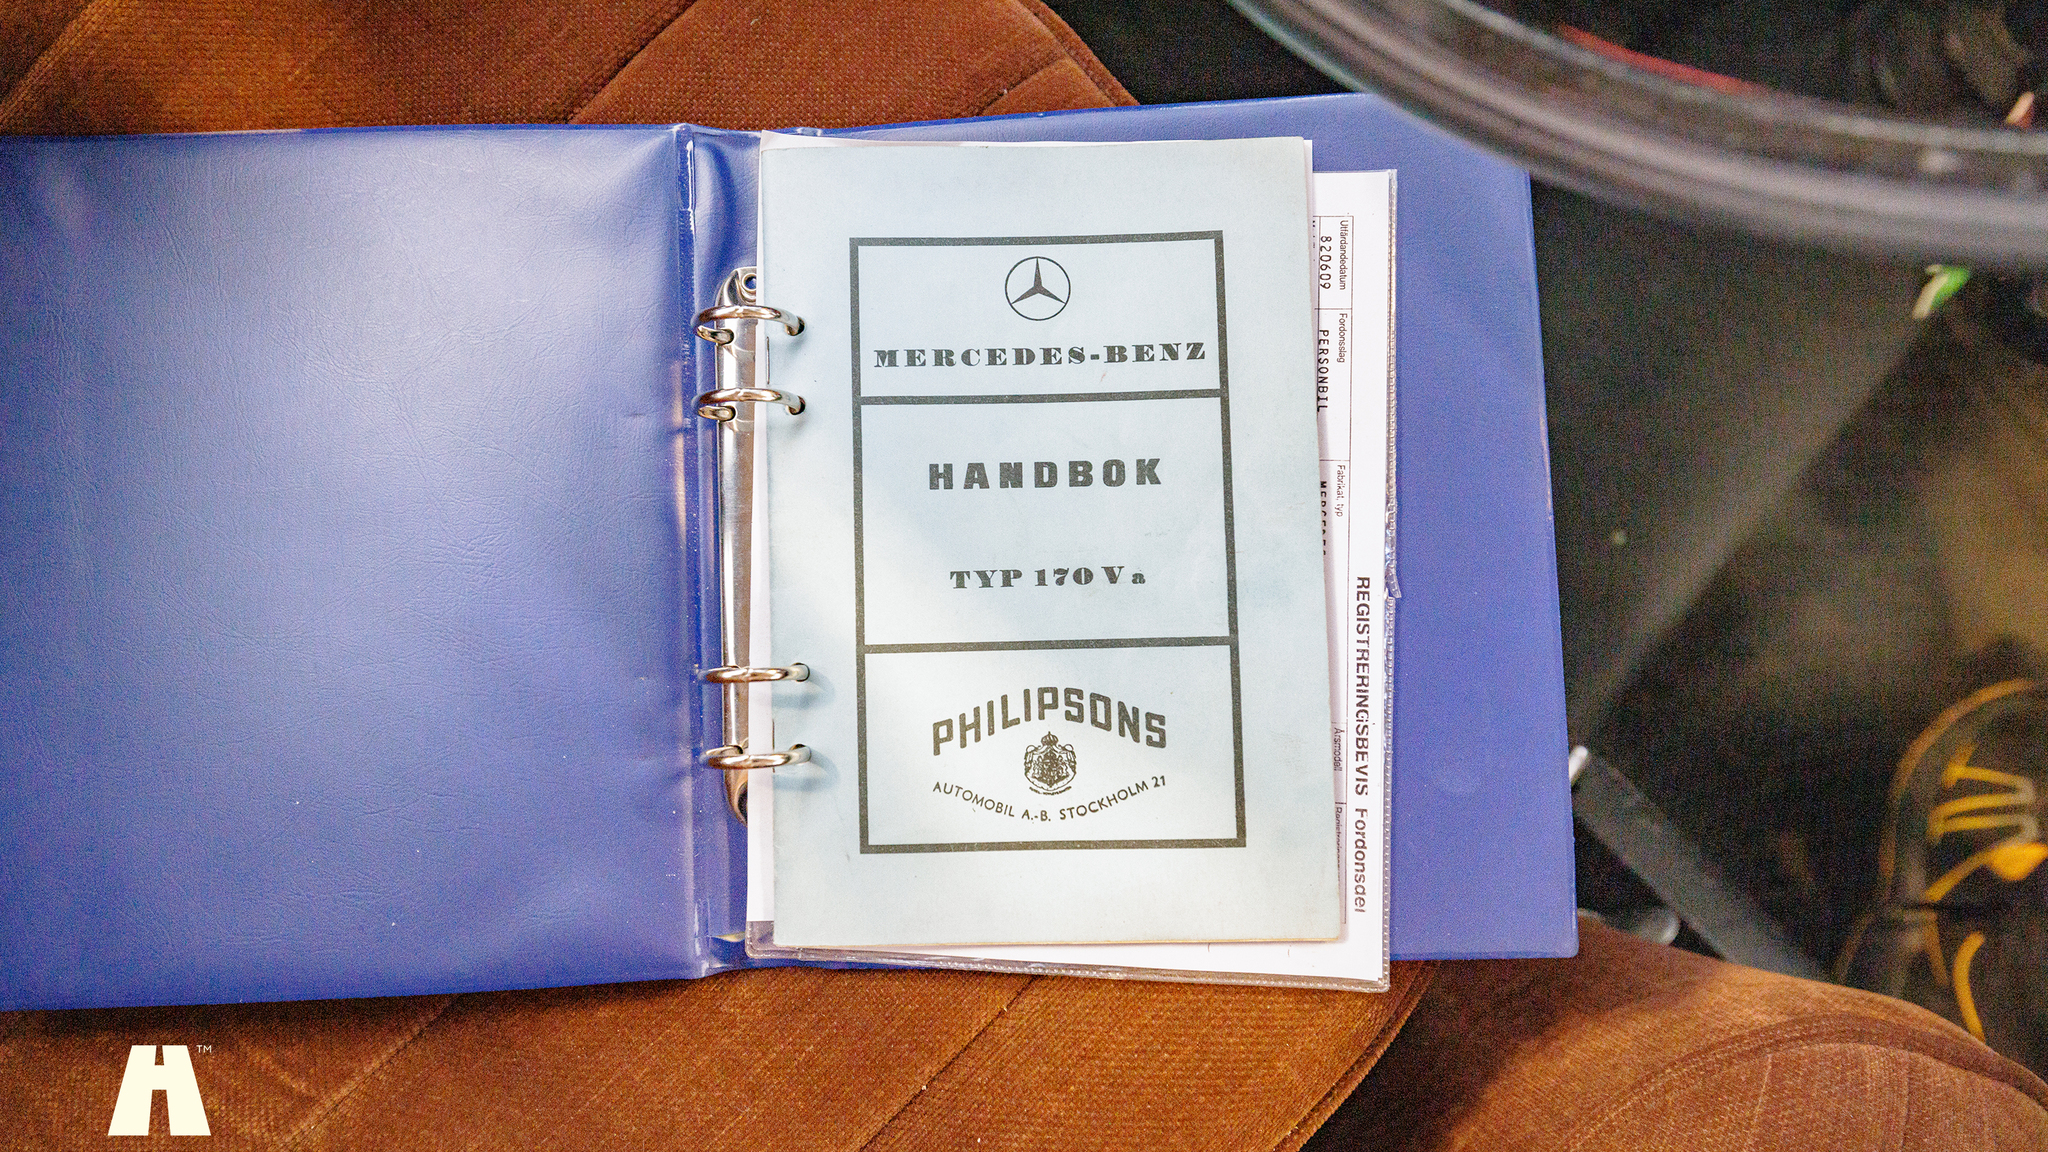 MERCEDES-BENZ
HANDBOK
TYP 170 Va
PHILIPSONS
AUTOMOBIL A.-B. STOCKHOLM 21
REGISTRERINGSBEVIS Fordonsdel
Utfärdandedatum
820609
Fordonsslag
PERSONBIL
Fabrikat, typ
Årsmodell
H™